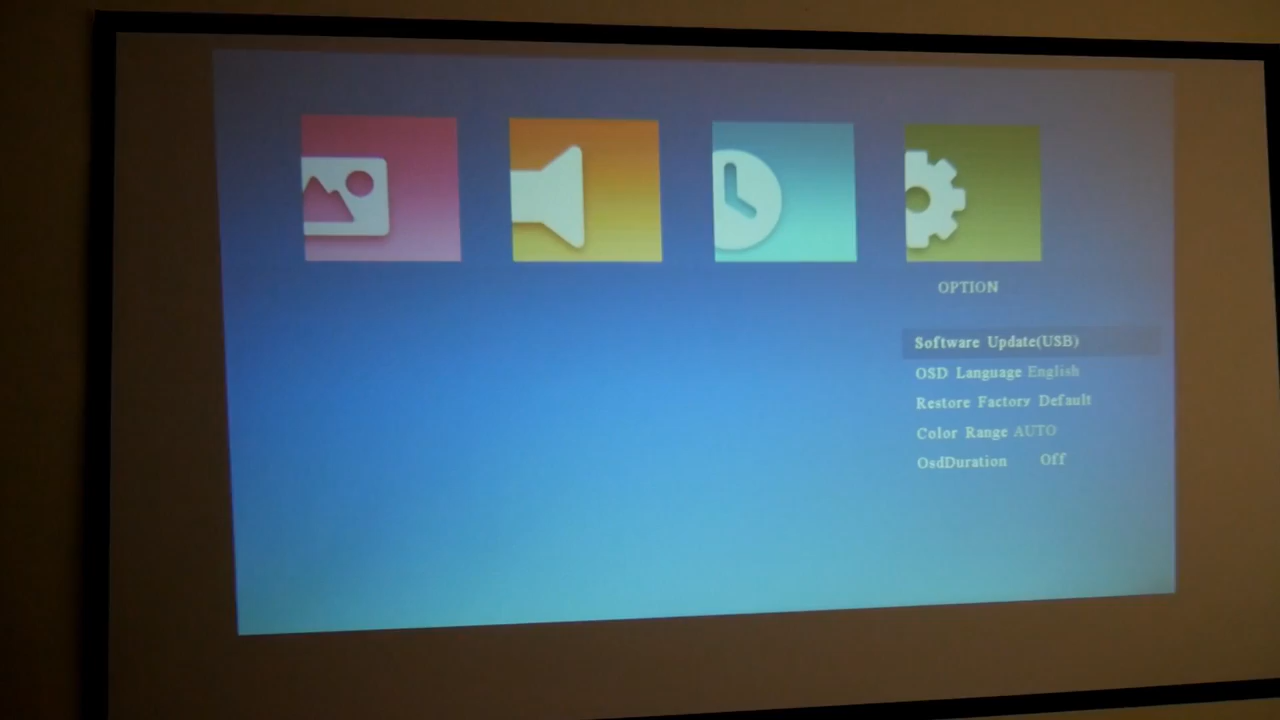 OPTION
Software Update(USB)
OSD Language English
Restore Factory Default
Color Range AUTO
OsdDuration Off